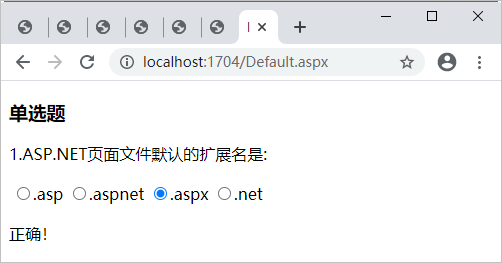 localhost:1704/Default.aspx
单选题
1.ASP.NET页面文件默认的扩展名是:
.asp .aspnet .aspx .net
正确!